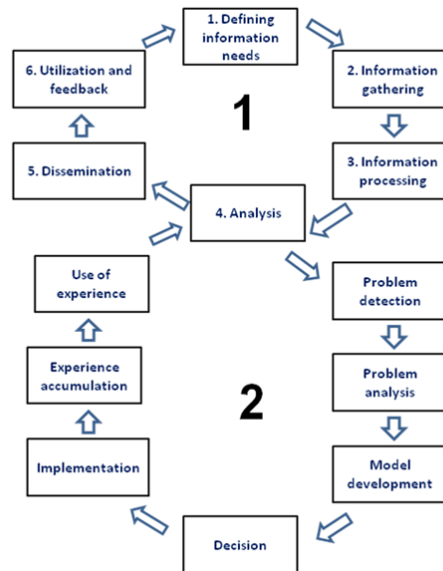 1. Defining
information
needs
2. Information
gathering
3. Information
processing
4. Analysis
5. Dissemination
6. Utilization and
feedback
1
Problem
detection
Problem
analysis
Model
development
Decision
Implementation
Experience
accumulation
Use of
experience
2